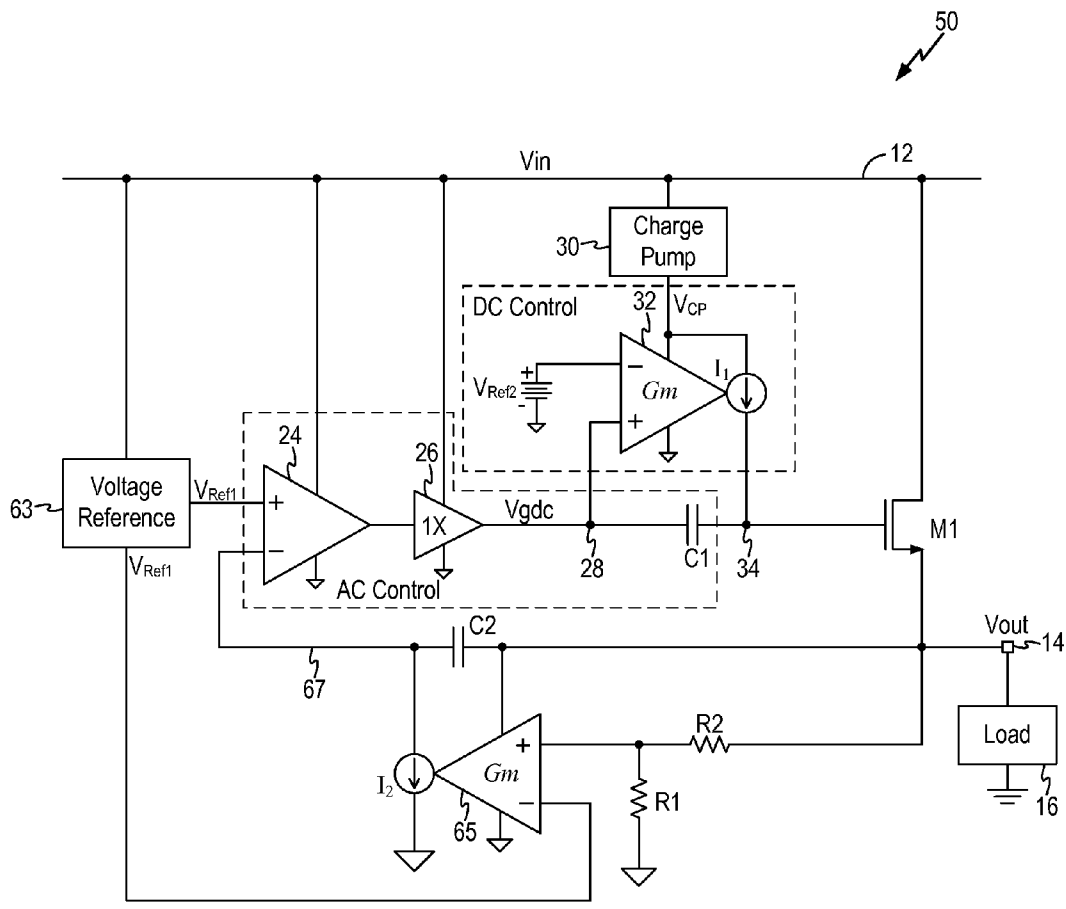 50
Vin
12
Charge
Pump
30
DC Control
32
VCP
I1
VRef2
+
-
−
Gm
+
24
26
63
Voltage
Reference
VRef1
+
−
1X
Vgdc
VRef1
AC Control
28
C1
34
M1
C2
67
Vout
14
R2
Load
16
I2
Gm
+
−
65
R1